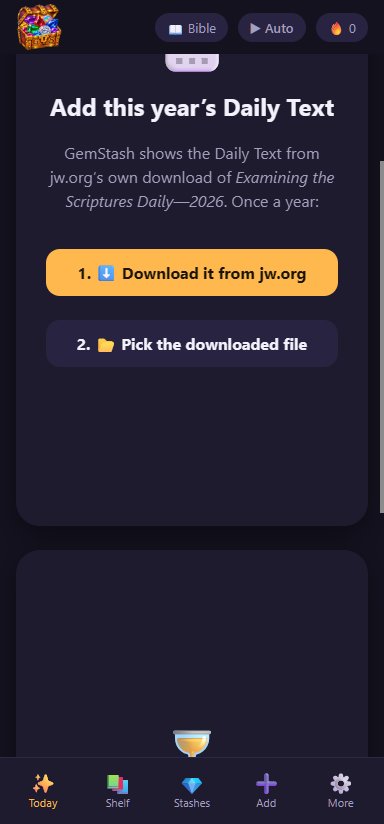 Bible
Auto
0
Add this year’s Daily Text
GemStash shows the Daily Text from
jw.org’s own download of Examining the
Scriptures Daily—2026. Once a year:
1. Download it from jw.org
2. Pick the downloaded file
Today
Shelf
Stashes
Add
More